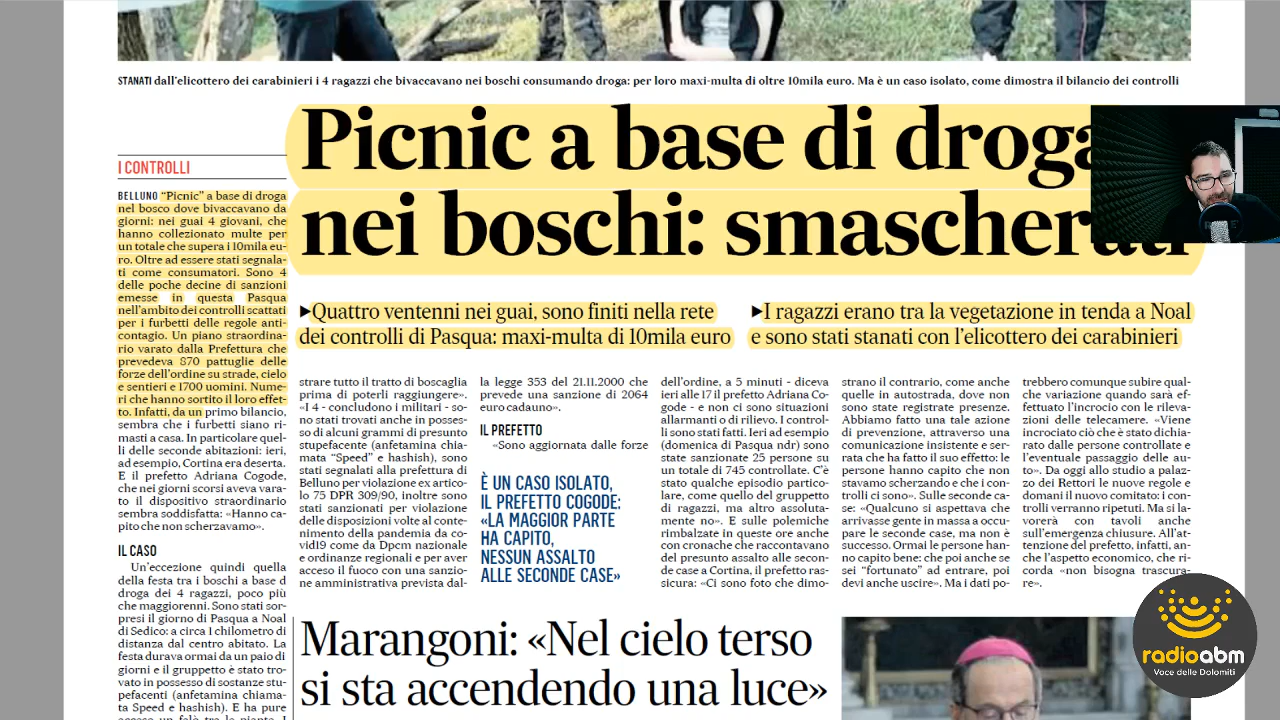 STANATI dall'elicottero dei carabinieri i 4 ragazzi che bivaccavano nei boschi consumando droga: per loro maxi-multa di oltre 10mila euro. Ma è un caso isolato, come dimostra il bilancio dei controlli
Picnic a base di droga
nei boschi: smascherati
▶Quattro ventenni nei guai, sono finiti nella rete
dei controlli di Pasqua: maxi-multa di 10mila euro
▶I ragazzi erano tra la vegetazione in tenda a Noal
e sono stati stanati con l'elicottero dei carabinieri
I CONTROLLI
BELLUNO "Picnic" a base di droga
nel bosco dove bivaccavano da
giorni: nei guai 4 giovani, che
hanno collezionato multe per
un totale che supera i 10mila eu-
ro. Oltre ad essere stati segnala-
ti come consumatori. Sono 4
delle poche decine di sanzioni
emesse in questa Pasqua
nell'ambito dei controlli scattati
per i furbetti delle regole anti-
contagio. Un piano straordina-
rio varato dalla Prefettura che
prevedeva 870 pattuglie delle
forze dell'ordine su strade, cielo
e sentieri e 1700 uomini. Nume-
ri che hanno sortito il loro effet-
to. Infatti, da un primo bilancio,
sembra che i furbetti siano ri-
masti a casa. In particolare quel-
li delle seconde abitazioni: ieri,
ad esempio, Cortina era deserta.
E il prefetto Adriana Cogode,
che nei giorni scorsi aveva vara-
to il dispositivo straordinario
sembra soddisfatta: «Hanno ca-
pito che non scherzavamo».
IL CASO
Un'eccezione quindi quella
della festa tra i boschi a base d
droga dei 4 ragazzi, poco più
che maggiorenni. Sono stati sor-
presi il giorno di Pasqua a Noal
di Sedico: a circa 1 chilometro di
distanza dal centro abitato. La
festa durava ormai da un paio di
giorni e il gruppetto è stato tro-
vato in possesso di sostanze stu-
pefacenti (anfetamina chiama-
ta Speed e hashish). E ha pure
acceso un falò tra le piante. I
strare tutto il tratto di boscaglia
prima di poterli raggiungere».
«I 4 - concludono i militari - so-
no stati trovati anche in posses-
so di alcuni grammi di presunto
stupefacente (anfetamina chia-
mata "Speed" e hashish), sono
stati segnalati alla prefettura di
Belluno per violazione ex artico-
lo 75 DPR 309/90, inoltre sono
stati sanzionati per violazione
delle disposizioni volte al conte-
nimento della pandemia da co-
vid19 come da Dpcm nazionale
e ordinanze regionali e per aver
acceso il fuoco con una sanzio-
ne amministrativa prevista dal-
la legge 353 del 21.11.2000 che
prevede una sanzione di 2064
euro cadauno».
IL PREFETTO
«Sono aggiornata dalle forze
È UN CASO ISOLATO,
IL PREFETTO COGODE:
«LA MAGGIOR PARTE
HA CAPITO,
NESSUN ASSALTO
ALLE SECONDE CASE»
dell'ordine, a 5 minuti - diceva
ieri alle 17 il prefetto Adriana Co-
gode - e non ci sono situazioni
allarmanti o di rilievo. I control-
li sono stati fatti. Ieri ad esempio
(domenica di Pasqua ndr) sono
state sanzionate 25 persone su
un totale di 745 controllate. C'è
stato qualche episodio partico-
lare, come quello del gruppetto
di ragazzi, ma altro assoluta-
mente no». E sulle polemiche
rimbalzate in queste ore anche
con cronache che raccontavano
del presunto assalto alle secon-
de case a Cortina, il prefetto ras-
sicura: «Ci sono foto che dimo-
strano il contrario, come anche
quelle in autostrada, dove non
sono state registrate presenze.
Abbiamo fatto una tale azione
di prevenzione, attraverso una
comunicazione insistente e ser-
rata che ha fatto il suo effetto: le
persone hanno capito che non
stavamo scherzando e che i con-
trolli ci sono». Sulle seconde ca-
se: «Qualcuno si aspettava che
arrivasse gente in massa a occu-
pare le seconde case, ma non è
successo. Ormai le persone han-
no capito bene: che poi anche se
sei "fortunato" ad entrare, poi
devi anche uscire». Ma i dati po-
trebbero comunque subire qual-
che variazione quando sarà ef-
fettuato l'incrocio con le rileva-
zioni delle telecamere. «Viene
incrociato ciò che è stato dichia-
rato dalle persone controllate e
l'eventuale passaggio delle au-
to». Da oggi allo studio a palaz-
zo dei Rettori le nuove regole e
domani il nuovo comitato: i con-
trolli verranno ripetuti. Ma si la-
vorerà con tavoli anche
sull'emergenza chiusure. All'at-
tenzione del prefetto, infatti, an-
che l'aspetto economico, che ri-
corda «non bisogna trascura-
re».
Marangoni: «Nel cielo terso
si sta accendendo una luce»
radioabm
Voce delle Dolomiti